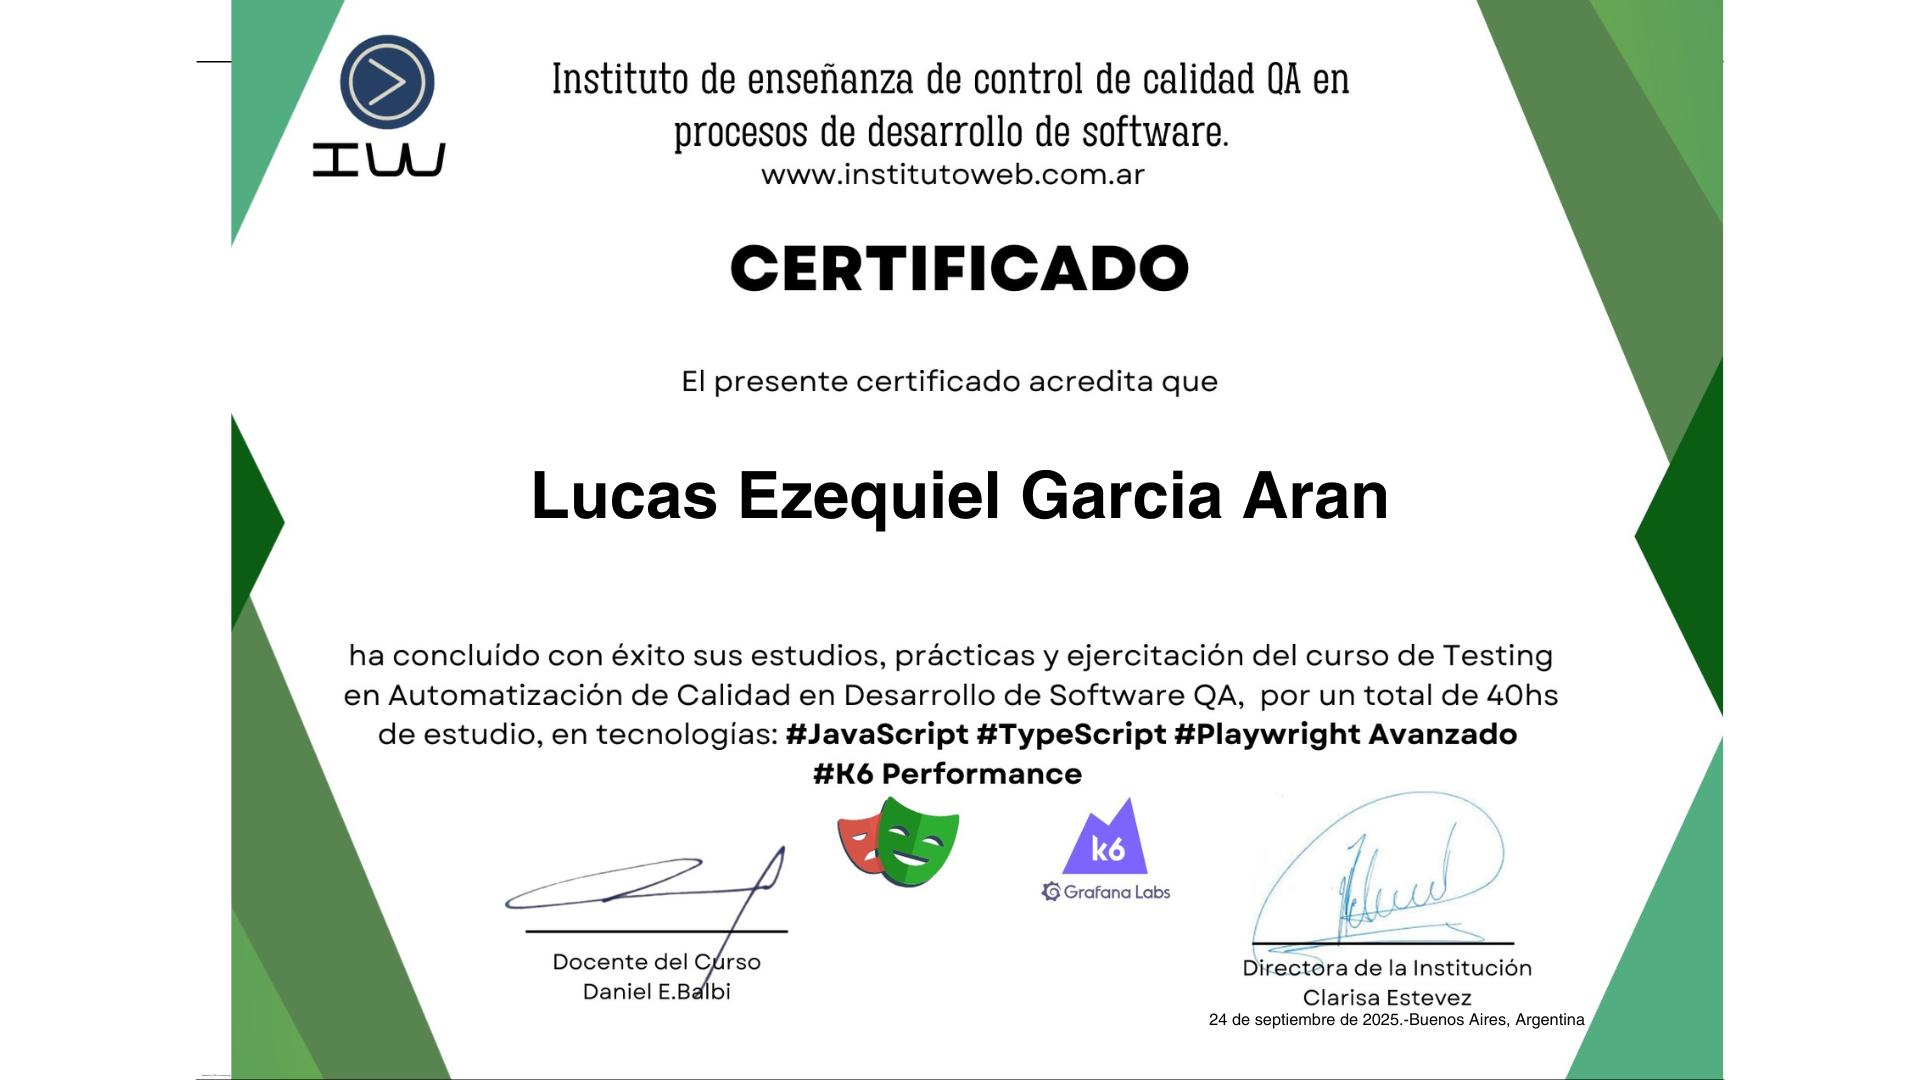 IW
Instituto de enseñanza de control de calidad QA en
procesos de desarrollo de software.
www.institutoweb.com.ar
CERTIFICADO
El presente certificado acredita que
Lucas Ezequiel Garcia Aran
ha concluído con éxito sus estudios, prácticas y ejercitación del curso de Testing
en Automatización de Calidad en Desarrollo de Software QA, por un total de 40hs
de estudio, en tecnologías: #JavaScript #TypeScript #Playwright Avanzado
#K6 Performance
k6
Grafana Labs
Docente del Curso
Daniel E.Balbi
Directora de la Institución
Clarisa Estevez
24 de septiembre de 2025.-Buenos Aires, Argentina